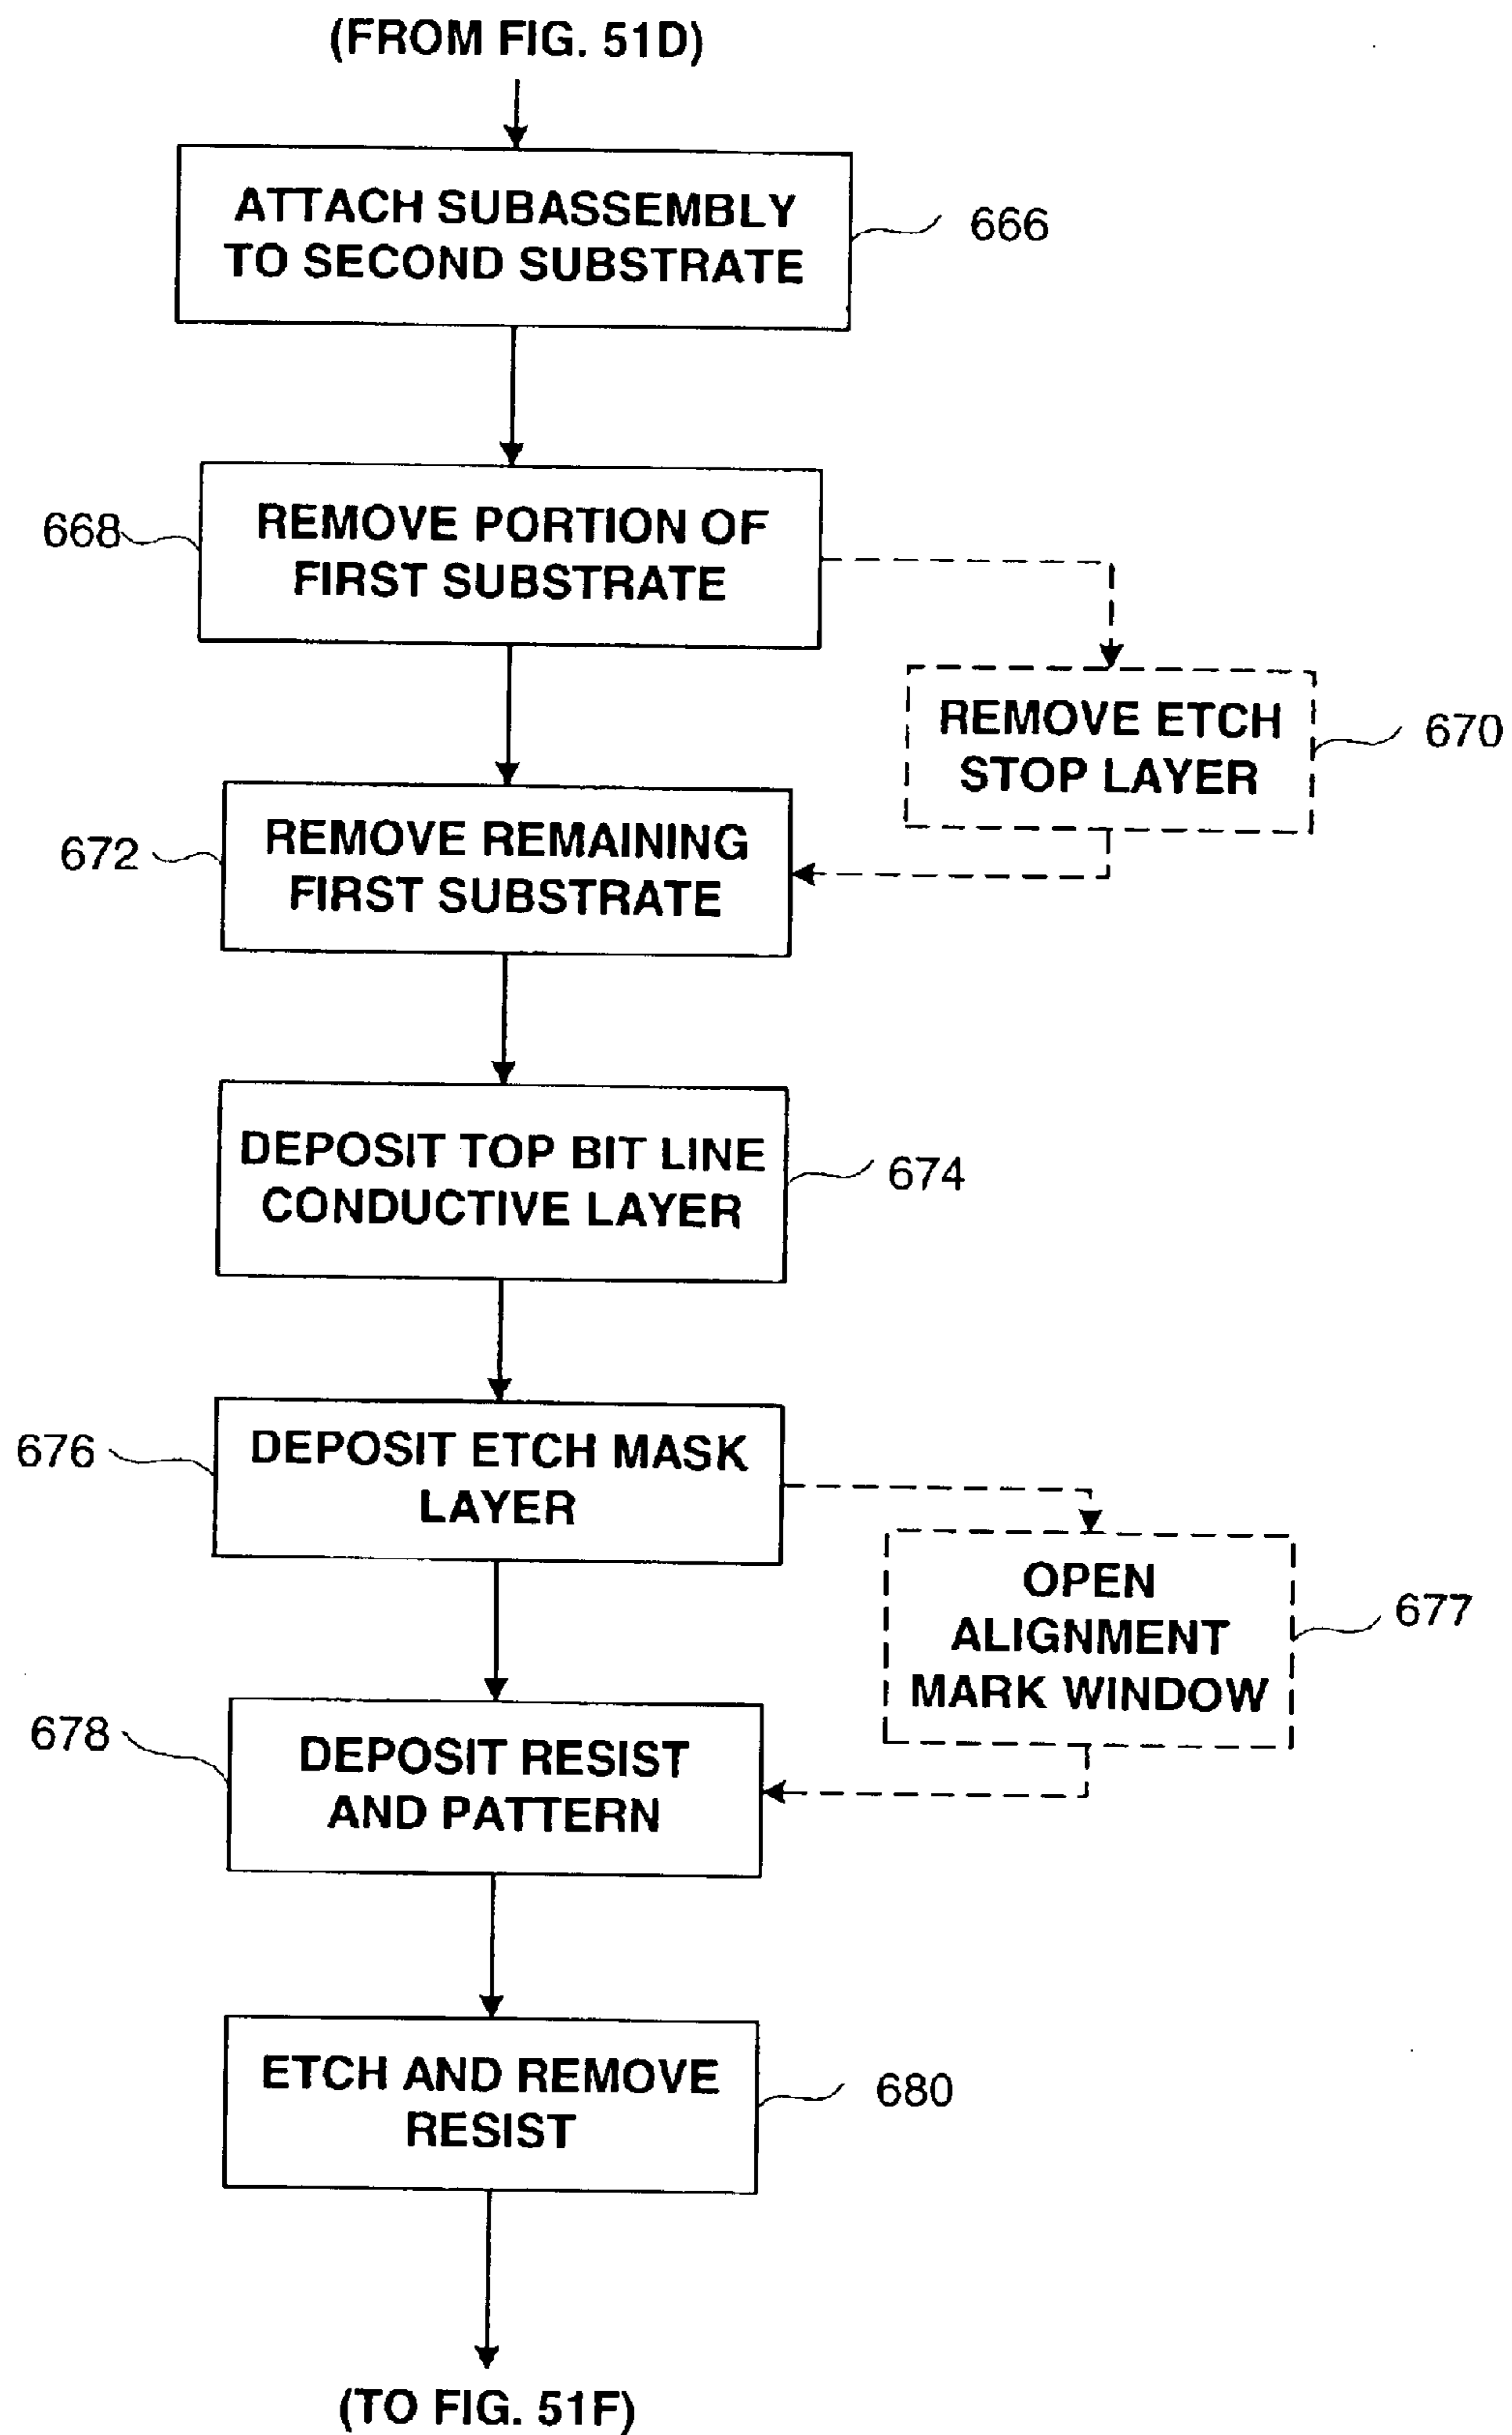 (FROM FIG. 51D)
ATTACH SUBASSEMBLY
TO SECOND SUBSTRATE
666
668
REMOVE PORTION OF
FIRST SUBSTRATE
REMOVE ETCH
STOP LAYER
670
672
REMOVE REMAINING
FIRST SUBSTRATE
DEPOSIT TOP BIT LINE
CONDUCTIVE LAYER
674
676
DEPOSIT ETCH MASK
LAYER
OPEN
ALIGNMENT
MARK WINDOW
677
678
DEPOSIT RESIST
AND PATTERN
ETCH AND REMOVE
RESIST
680
(TO FIG. 51F)